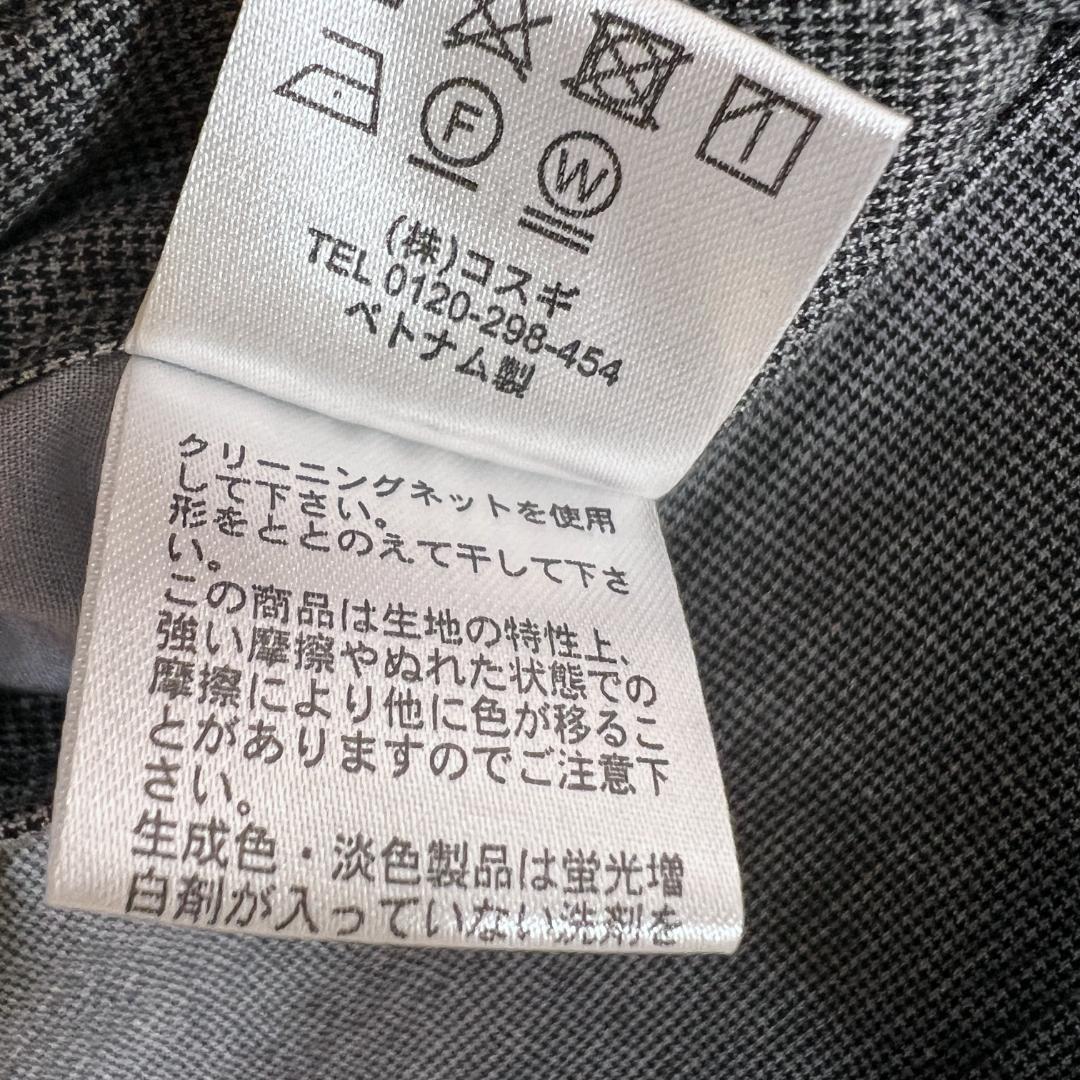 F
W
(株)コスギ
TEL 0120-298-454
ベトナム製
クリーニングネットを使用
して下さい。
形をととのえて干して下さ
い。
この商品は生地の特性上、
強い摩擦やぬれた状態での
摩擦により他に色が移るこ
とがありますのでご注意下
さい。
生成色・淡色製品は蛍光増
白剤が入っていない洗剤を